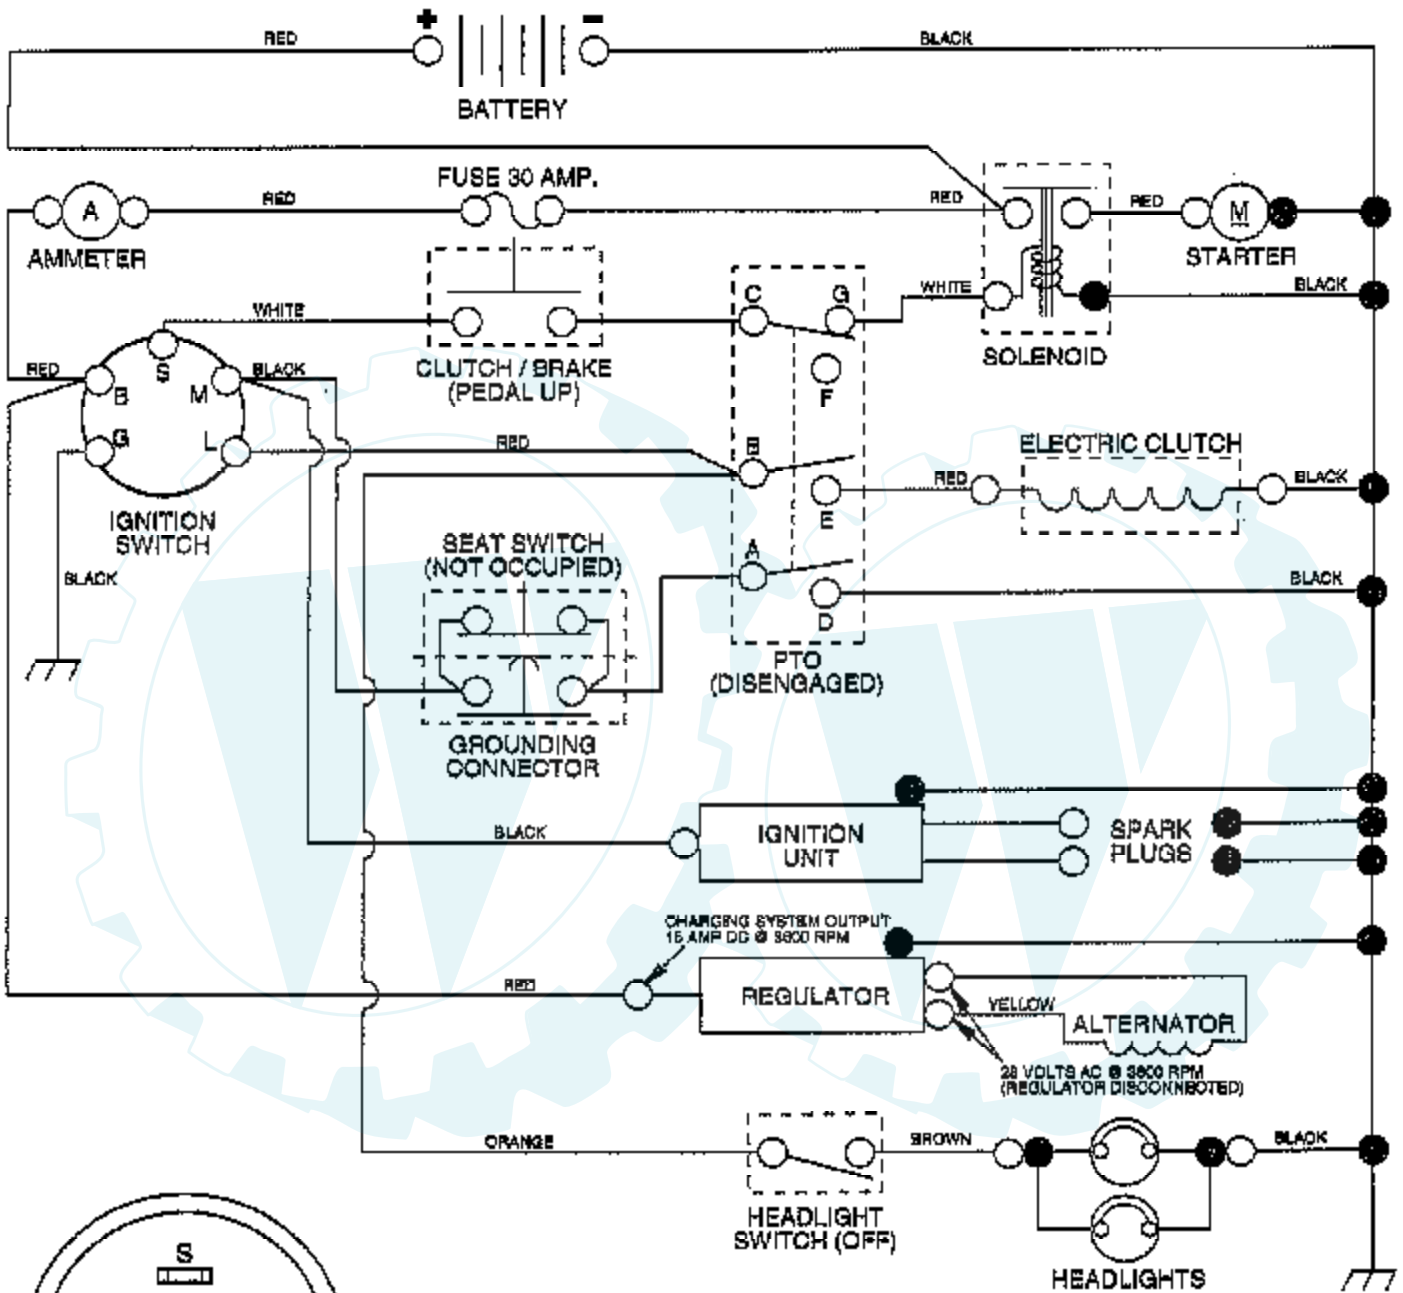 + −
RED BLACK
BATTERY
FUSE 30 AMP.
A RED RED RED M
AMMETER STARTER
WHITE C G WHITE BLACK
SOLENOID
CLUTCH / BRAKE
(PEDAL UP)
RED S BLACK
B M F
G L RED B ELECTRIC CLUTCH
RED BLACK
E
IGNITION
SWITCH
SEAT SWITCH
(NOT OCCUPIED)
A
BLACK BLACK
D
PTO
(DISENGAGED)
GROUNDING
CONNECTOR
BLACK IGNITION
UNIT
SPARK
PLUGS
CHARGING SYSTEM OUTPUT
15 AMP DC @ 3600 RPM
RED REGULATOR YELLOW
ALTERNATOR
28 VOLTS AC @ 3600 RPM
(REGULATOR DISCONNECTED)
ORANGE BROWN BLACK
HEADLIGHT
SWITCH (OFF)
HEADLIGHTS
S